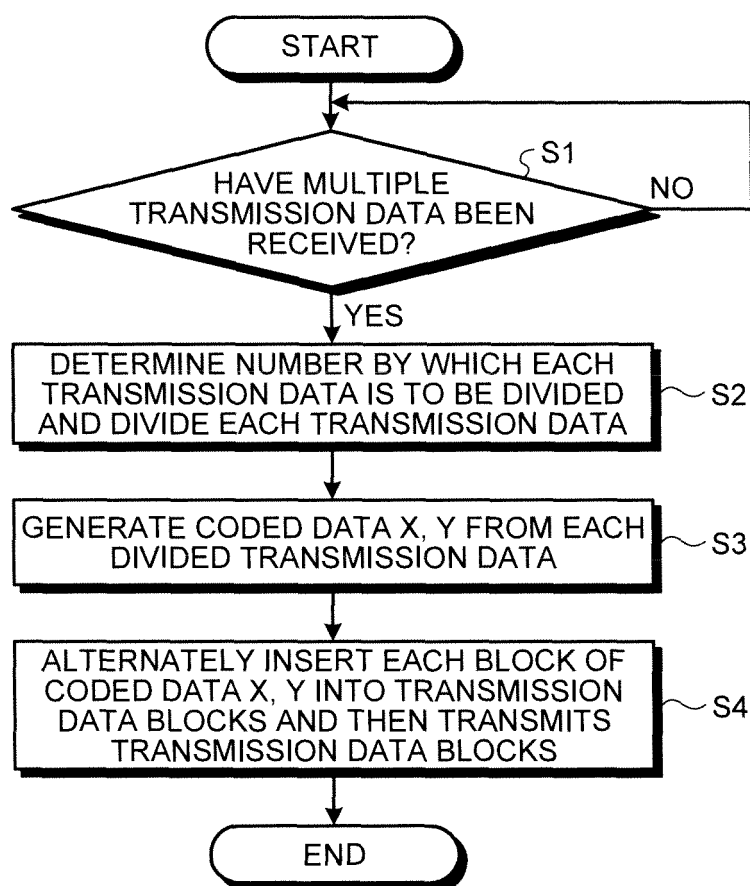 START
S1
HAVE MULTIPLE
TRANSMISSION DATA BEEN
RECEIVED?
NO
YES
DETERMINE NUMBER BY WHICH EACH
TRANSMISSION DATA IS TO BE DIVIDED
AND DIVIDE EACH TRANSMISSION DATA
S2
GENERATE CODED DATA X, Y FROM EACH
DIVIDED TRANSMISSION DATA
S3
ALTERNATELY INSERT EACH BLOCK OF
CODED DATA X, Y INTO TRANSMISSION
DATA BLOCKS AND THEN TRANSMITS
TRANSMISSION DATA BLOCKS
S4
END